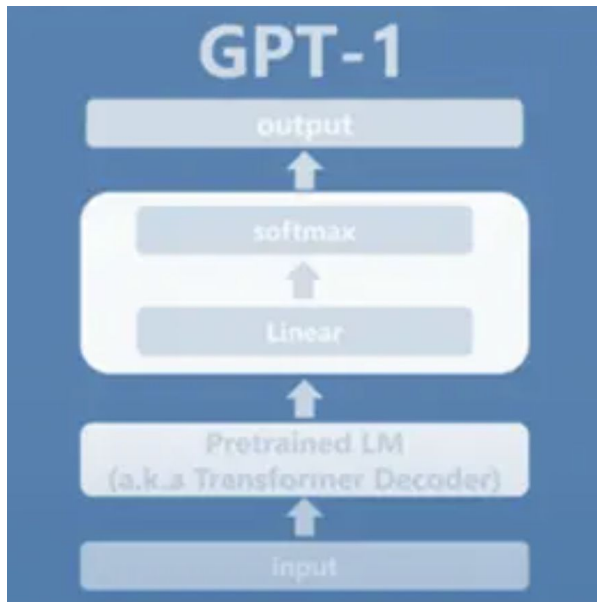 GPT-1
output
softmax
Linear
Pretrained LM
(a.k.a Transformer Decoder)
input